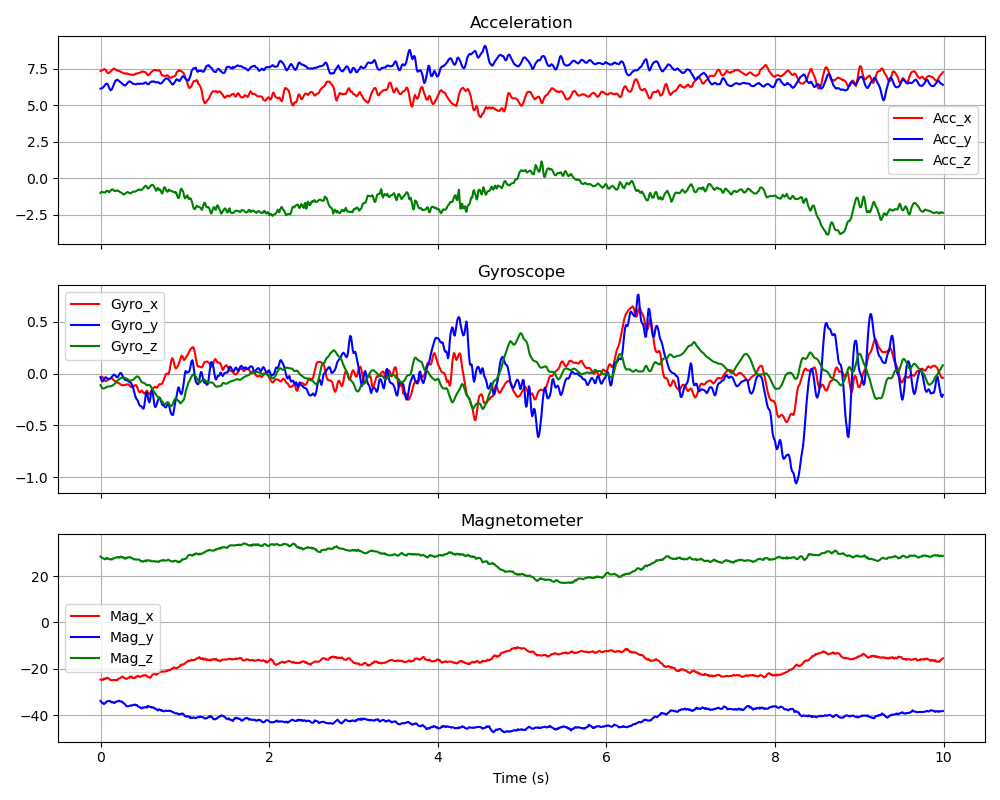 Acceleration
7.5
5.0
2.5
0.0
−2.5
Acc_x
Acc_y
Acc_z
Gyroscope
0.5
0.0
−0.5
−1.0
Gyro_x
Gyro_y
Gyro_z
Magnetometer
20
0
−20
−40
Mag_x
Mag_y
Mag_z
0 2 4 6 8 10
Time (s)